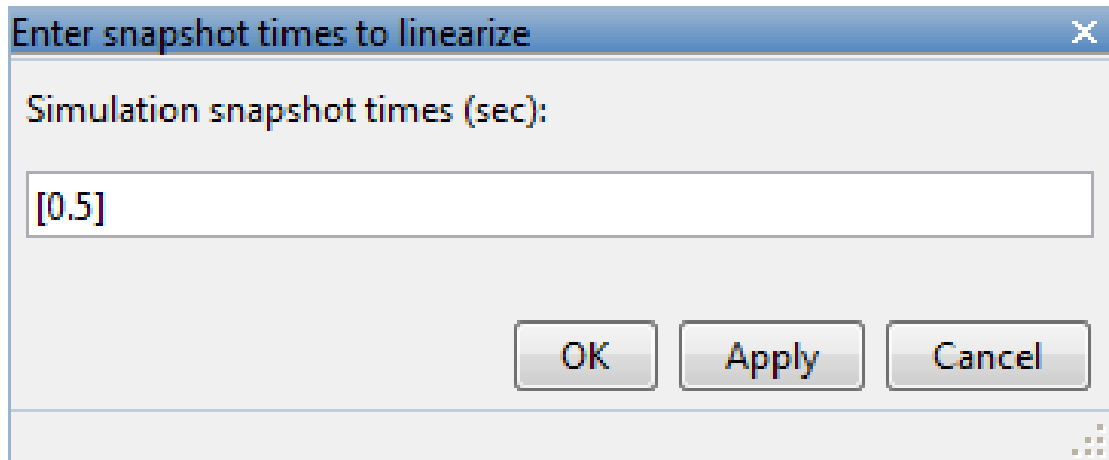 Enter snapshot times to linearize
Simulation snapshot times (sec):
[0.5]
OK Apply Cancel